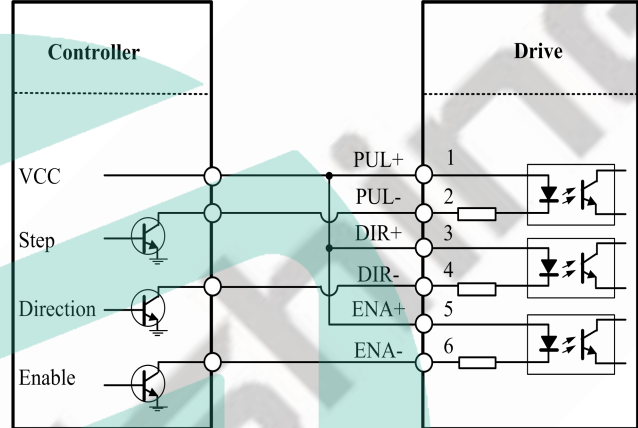 Controller
Drive
PUL+ 1
VCC
PUL- 2
Step
DIR+ 3
DIR- 4
Direction
ENA+ 5
ENA- 6
Enable